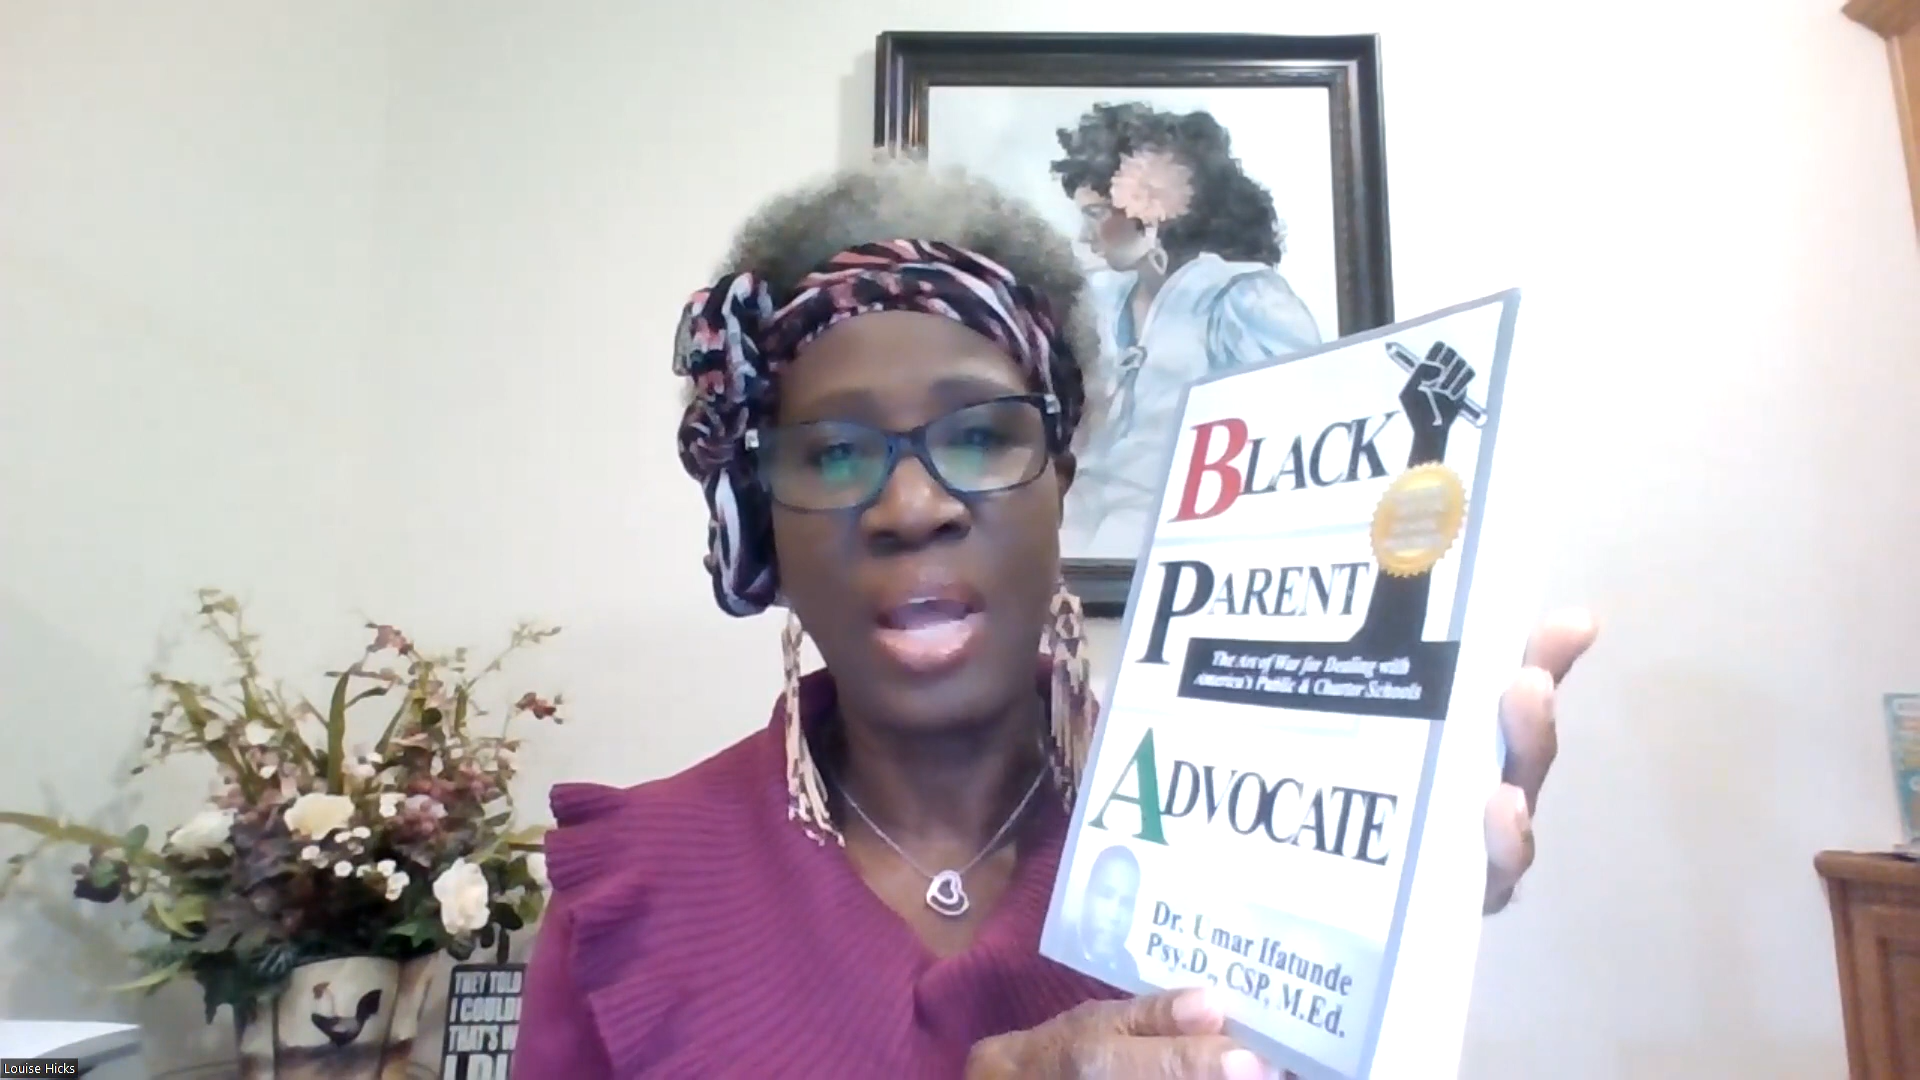 BLACK
PARENT
The Art of War for Dealing with
America's Public & Charter Schools
ADVOCATE
Dr. Umar Ifatunde
Psy.D., CSP, M.Ed.
THEY TOLD
I COULD
THAT'S W
I DI
Louise Hicks